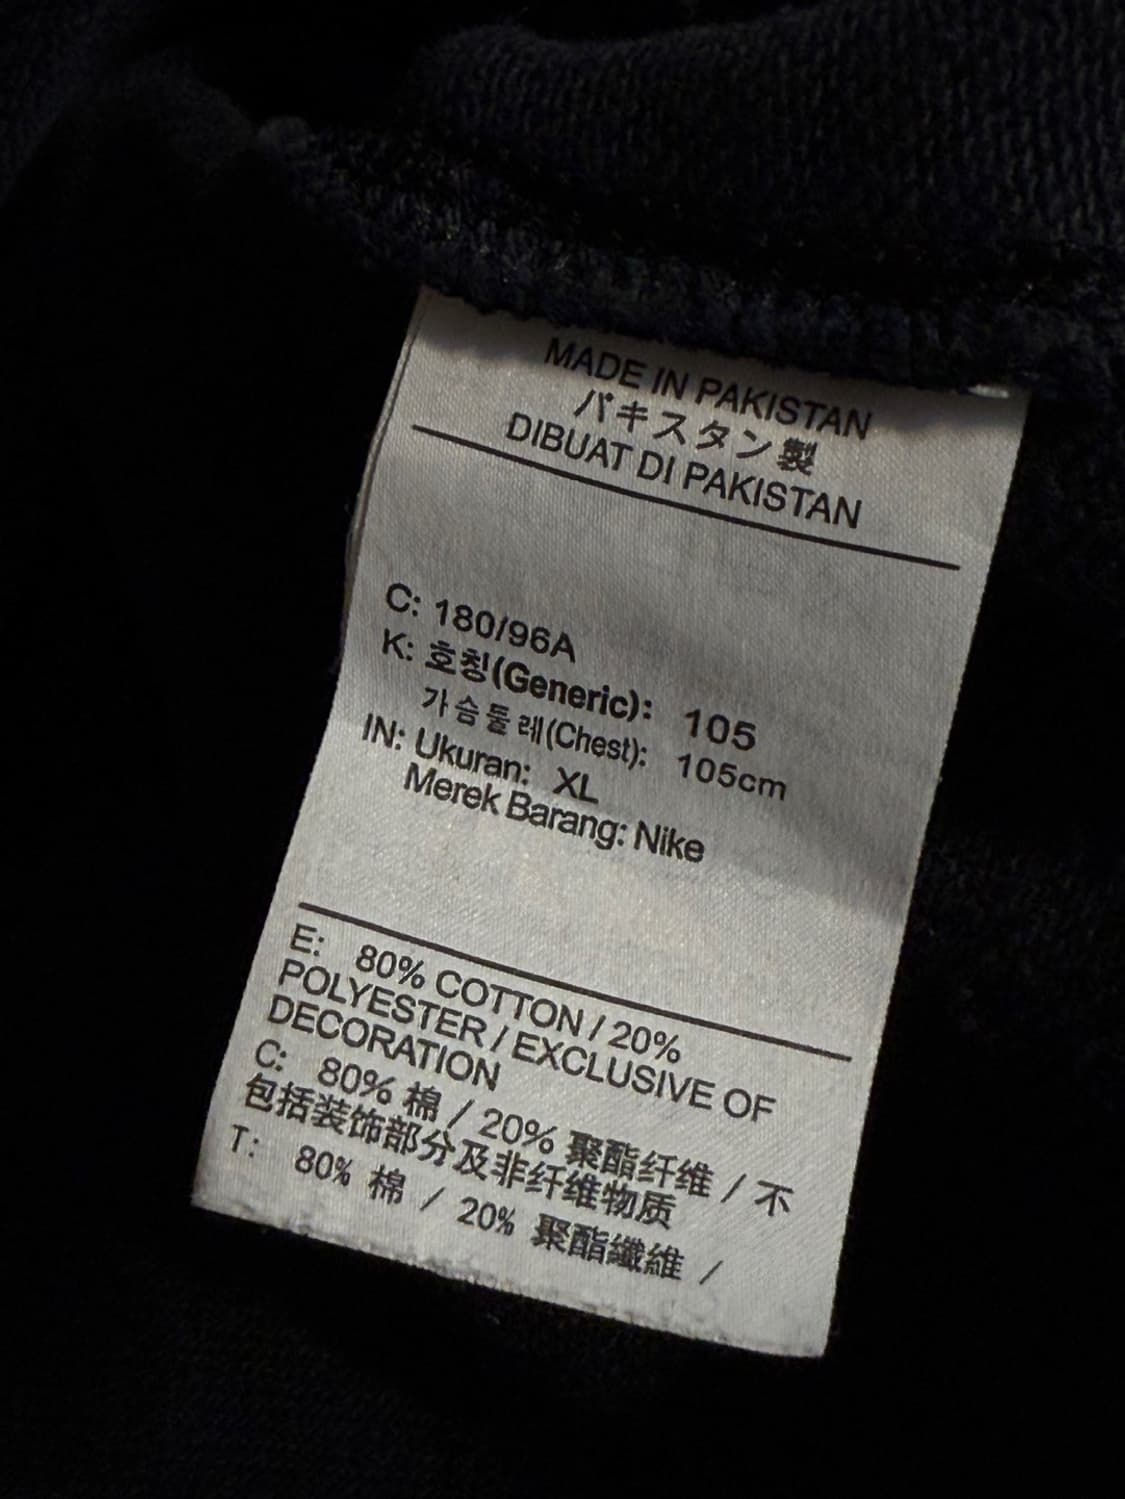 MADE IN PAKISTAN
パキスタン製
DIBUAT DI PAKISTAN
C: 180/96A
K: 호칭(Generic): 105
가슴둘레(Chest): 105cm
IN: Ukuran: XL
Merek Barang: Nike
E: 80% COTTON / 20%
POLYESTER / EXCLUSIVE OF
DECORATION
C: 80% 棉 / 20% 聚酯纤维 / 不
包括装饰部分及非纤维物质
T: 80% 棉 / 20% 聚酯纖維 /